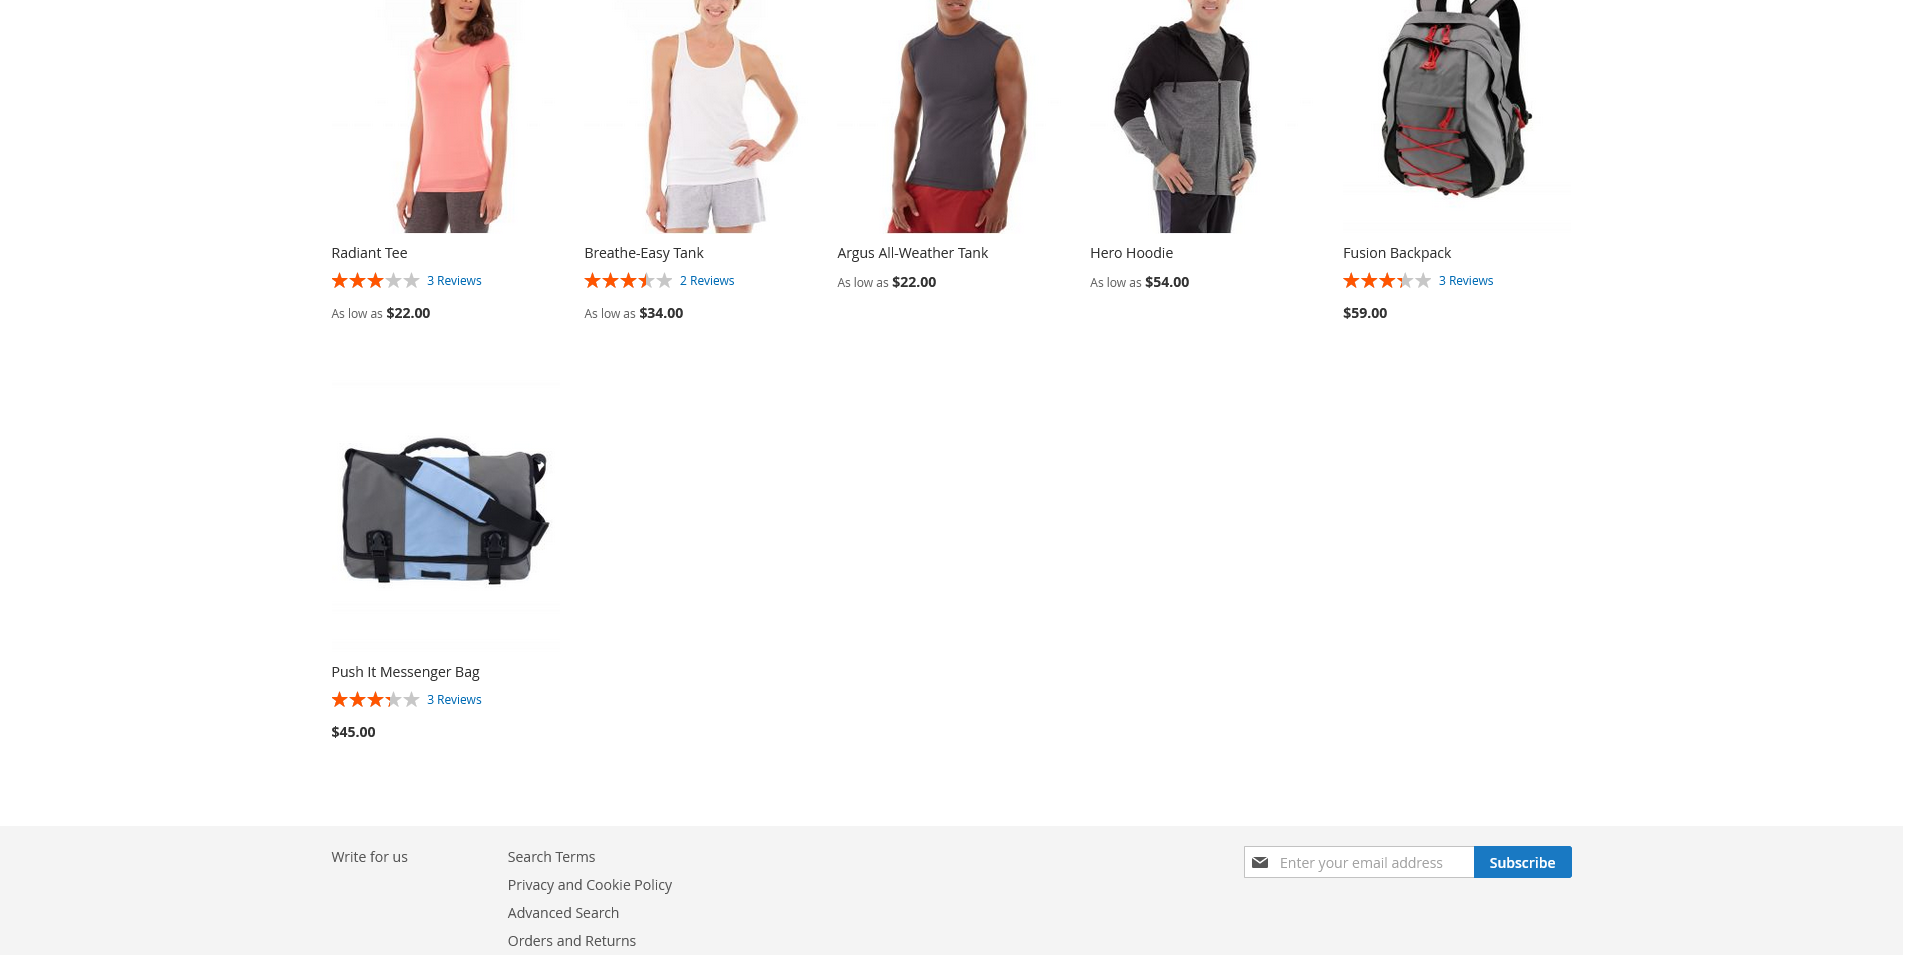 Radiant Tee
3 Reviews
As low as $22.00
Breathe-Easy Tank
2 Reviews
As low as $34.00
Argus All-Weather Tank
As low as $22.00
Hero Hoodie
As low as $54.00
Fusion Backpack
3 Reviews
$59.00
Push It Messenger Bag
3 Reviews
$45.00
Write for us
Search Terms
Privacy and Cookie Policy
Advanced Search
Orders and Returns
Enter your email address
Subscribe